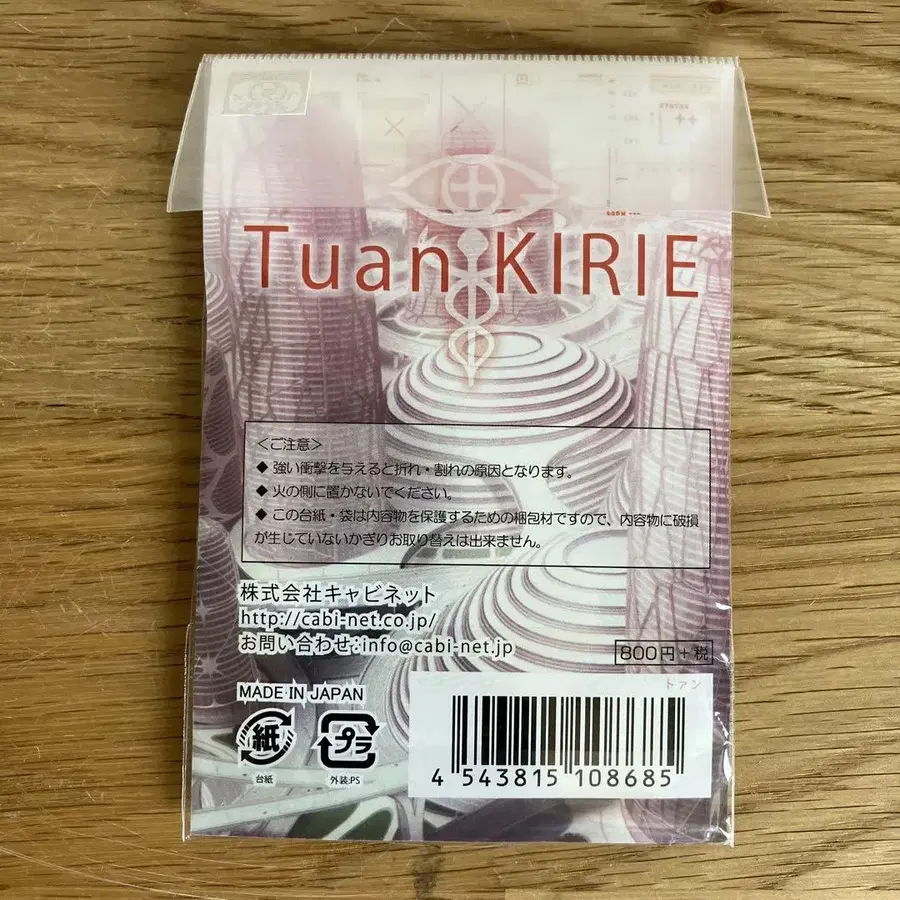 Tuan KIRIE
<ご注意>
◆ 強い衝撃を与えると折れ・割れの原因となります。
◆ 火の側に置かないでください。
◆ この台紙・袋は内容物を保護するための梱包材ですので、内容物に破損
が生じていないかぎりお取り替えは出来ません。
株式会社キャビネット
http://cabi-net.co.jp/
お問い合わせ:info@cabi-net.jp
800円+税
トァン
MADE IN JAPAN
紙
台紙
プラ
外装:PS
4 543815 108685